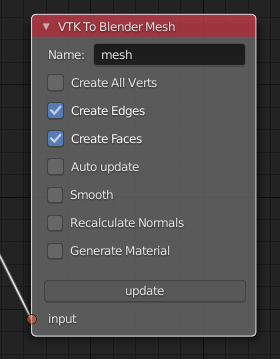 VTK To Blender Mesh
Name: mesh
Create All Verts
Create Edges
Create Faces
Auto update
Smooth
Recalculate Normals
Generate Material
update
input